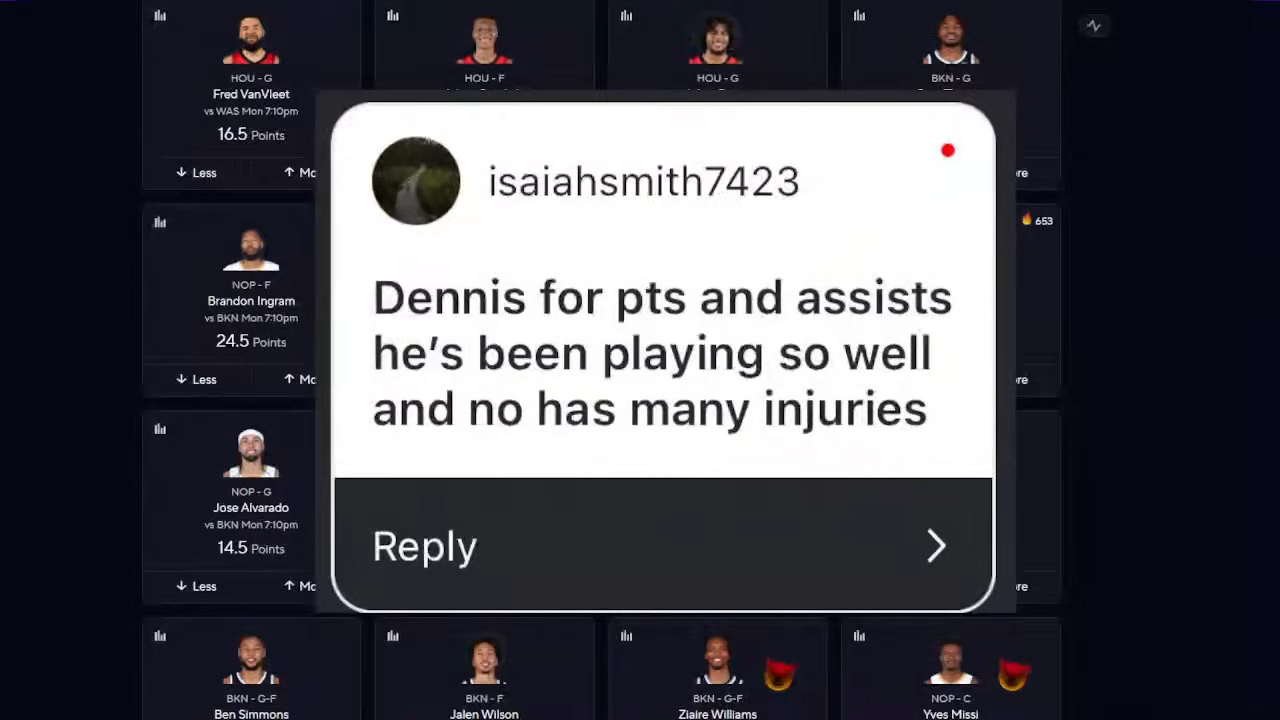 HOU - G
Fred VanVleet
vs WAS Mon 7:10pm
16.5 Points
Less
HOU - F
HOU - G
BKN - G
653
isaiahsmith7423
Dennis for pts and assists
he's been playing so well
and no has many injuries
Reply
NOP - F
Brandon Ingram
vs BKN Mon 7:10pm
24.5 Points
Less
NOP - G
Jose Alvarado
vs BKN Mon 7:10pm
14.5 Points
Less
BKN - G-F
Ben Simmons
BKN - F
Jalen Wilson
BKN - G-F
Ziaire Williams
NOP - C
Yves Missi